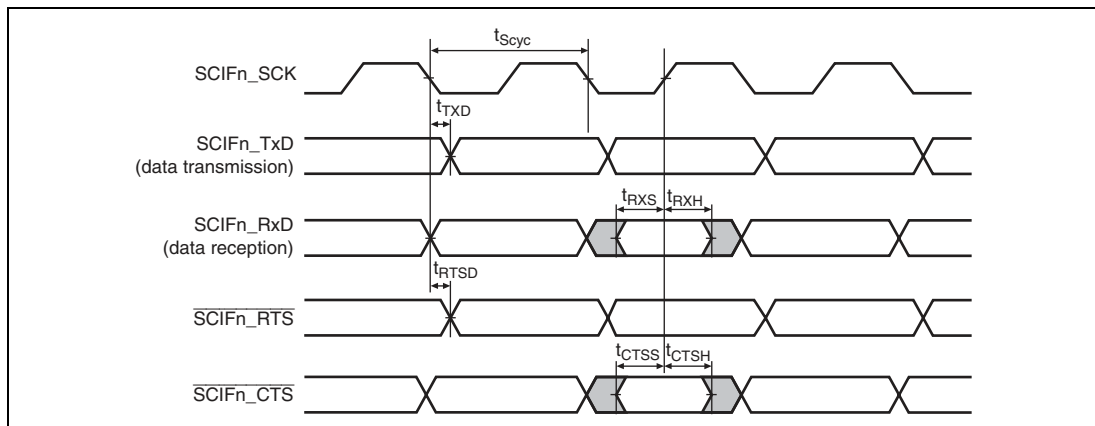 tScyc
SCIFn_SCK
tTXD
SCIFn_TxD
(data transmission)
tRXS tRXH
SCIFn_RxD
(data reception)
tRTSD
SCIFn_RTS
tCTSS tCTSH
SCIFn_CTS